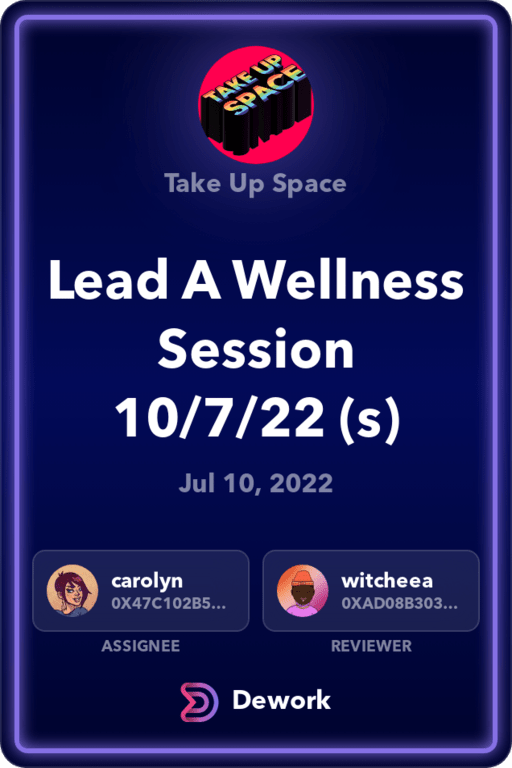 TAKE UP
SPACE
Take Up Space
Lead A Wellness
Session
10/7/22 (s)
Jul 10, 2022
carolyn
0X47C102B5...
ASSIGNEE
witcheea
0XAD08B303...
REVIEWER
Dework